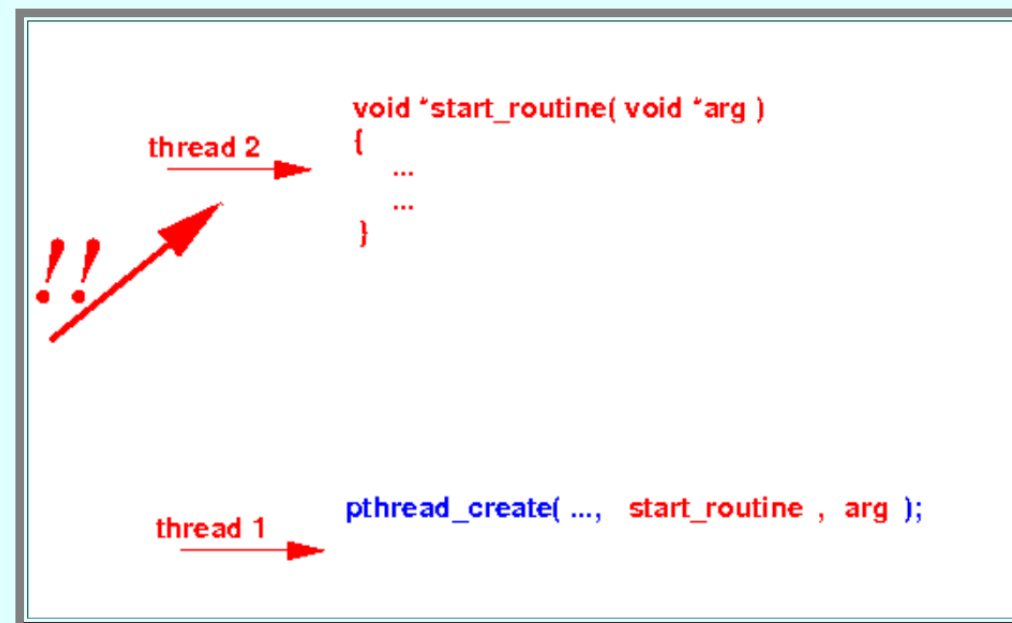 void *start_routine( void *arg )
thread 2
{
...
...
}
!!
pthread_create( ..., start_routine , arg );
thread 1